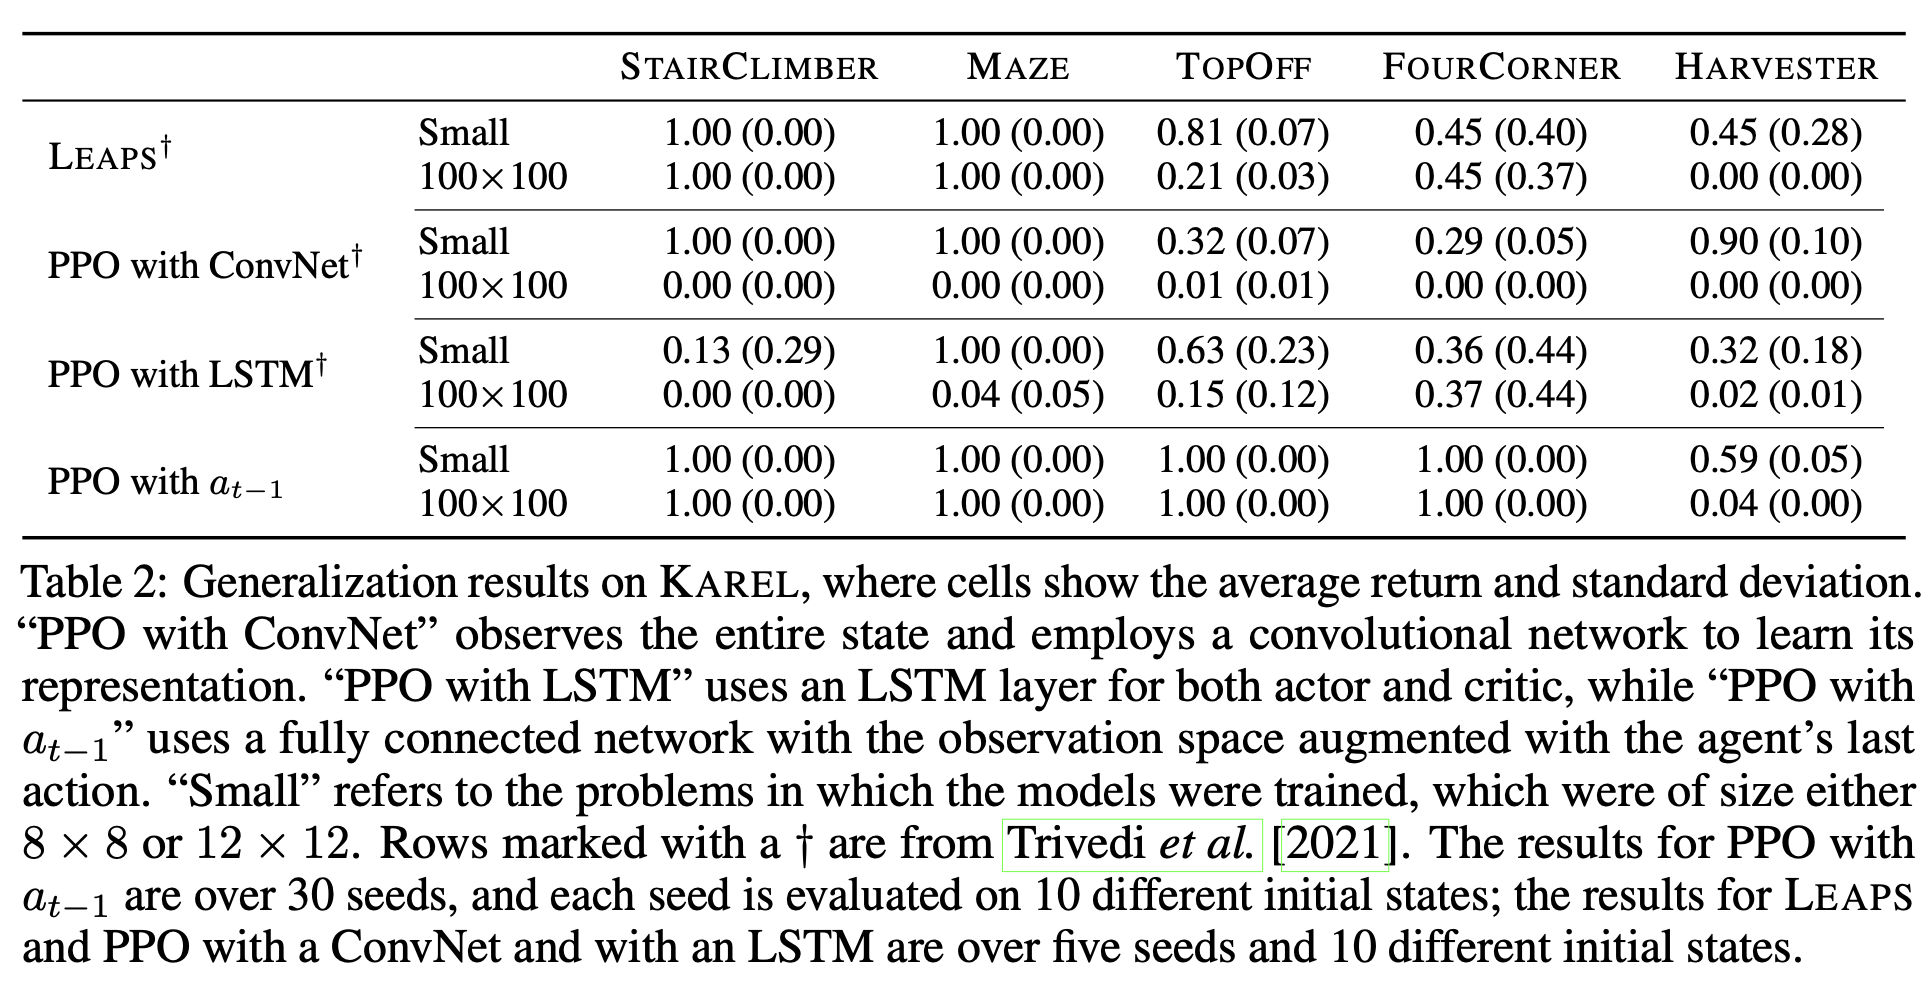 STAIRCLIMBER MAZE TOPOFF FOURCORNER HARVESTER
LEAPS† Small 1.00 (0.00) 1.00 (0.00) 0.81 (0.07) 0.45 (0.40) 0.45 (0.28)
100×100 1.00 (0.00) 1.00 (0.00) 0.21 (0.03) 0.45 (0.37) 0.00 (0.00)
PPO with ConvNet† Small 1.00 (0.00) 1.00 (0.00) 0.32 (0.07) 0.29 (0.05) 0.90 (0.10)
100×100 0.00 (0.00) 0.00 (0.00) 0.01 (0.01) 0.00 (0.00) 0.00 (0.00)
PPO with LSTM† Small 0.13 (0.29) 1.00 (0.00) 0.63 (0.23) 0.36 (0.44) 0.32 (0.18)
100×100 0.00 (0.00) 0.04 (0.05) 0.15 (0.12) 0.37 (0.44) 0.02 (0.01)
PPO with aₜ₋₁ Small 1.00 (0.00) 1.00 (0.00) 1.00 (0.00) 1.00 (0.00) 0.59 (0.05)
100×100 1.00 (0.00) 1.00 (0.00) 1.00 (0.00) 1.00 (0.00) 0.04 (0.00)
Table 2: Generalization results on KAREL, where cells show the average return and standard deviation.
“PPO with ConvNet” observes the entire state and employs a convolutional network to learn its
representation. “PPO with LSTM” uses an LSTM layer for both actor and critic, while “PPO with
aₜ₋₁” uses a fully connected network with the observation space augmented with the agent’s last
action. “Small” refers to the problems in which the models were trained, which were of size either
8 × 8 or 12 × 12. Rows marked with a † are from Trivedi et al. [2021]. The results for PPO with
aₜ₋₁ are over 30 seeds, and each seed is evaluated on 10 different initial states; the results for LEAPS
and PPO with a ConvNet and with an LSTM are over five seeds and 10 different initial states.